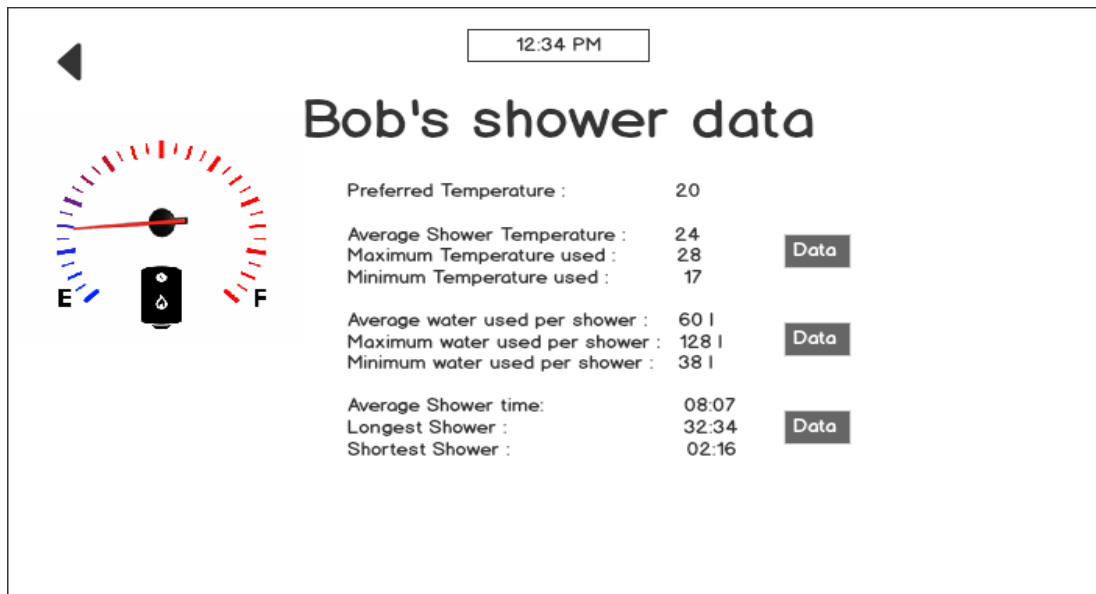 12:34 PM
Bob's shower data
Preferred Temperature : 20
Average Shower Temperature : 24
Maximum Temperature used : 28
Minimum Temperature used : 17
Data
Average water used per shower : 60 l
Maximum water used per shower : 128 l
Minimum water used per shower : 38 l
Data
Average Shower time: 08:07
Longest Shower : 32:34
Shortest Shower : 02:16
Data
E F